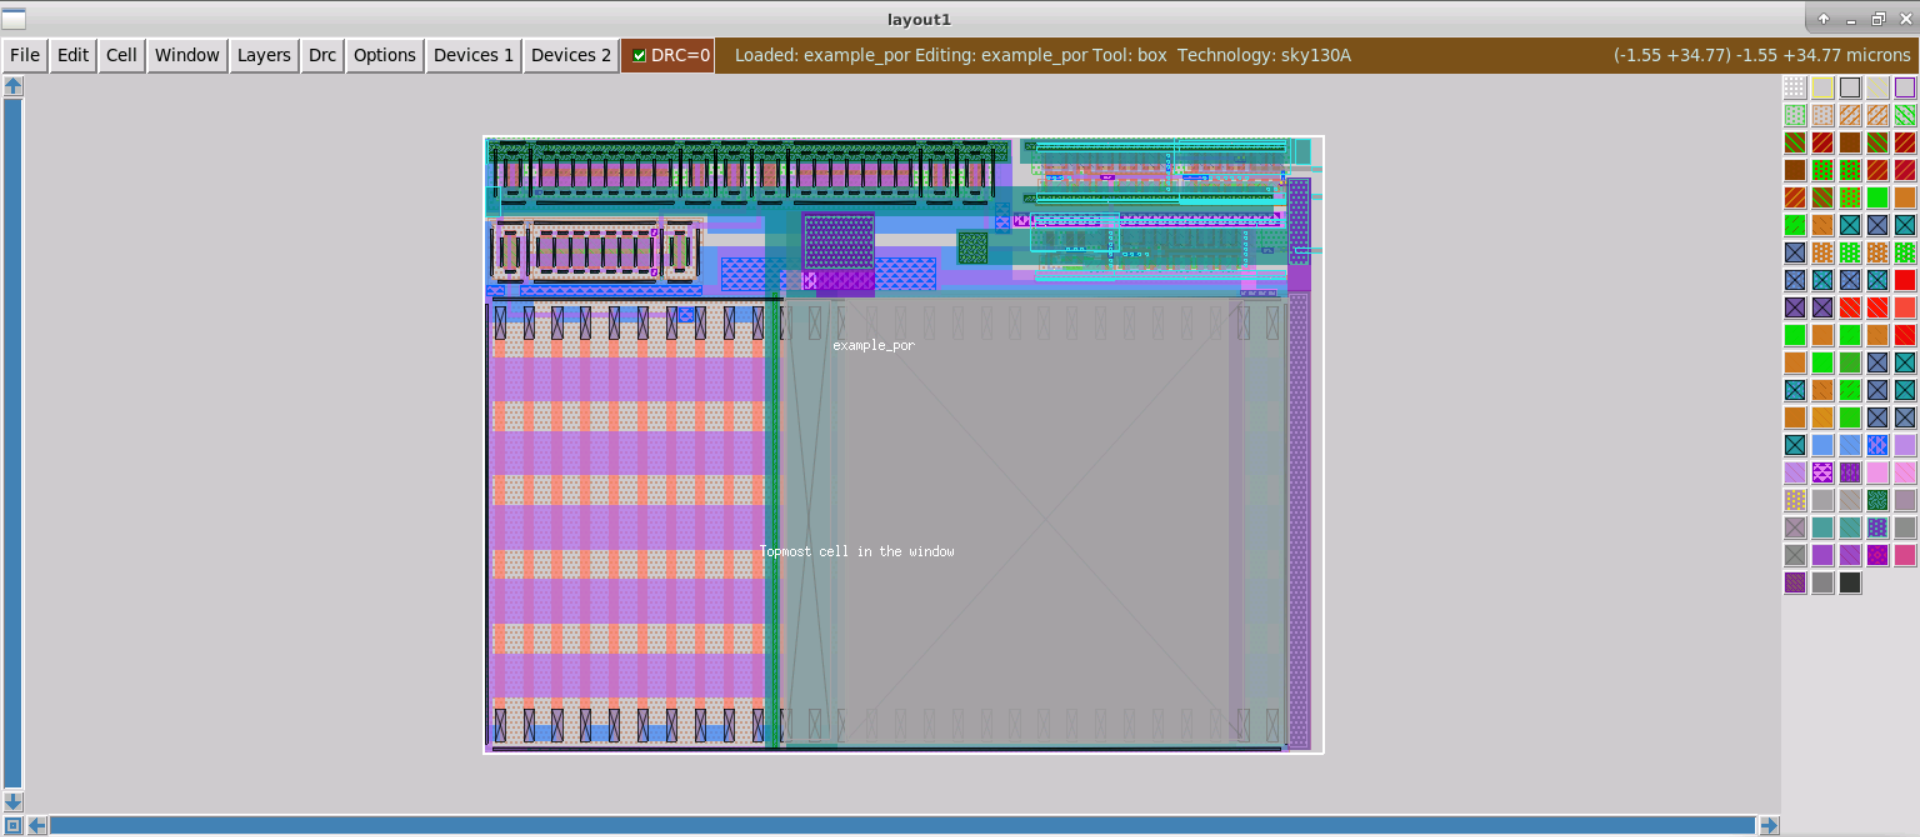 layout1
File Edit Cell Window Layers Drc Options Devices 1 Devices 2 DRC=0 Loaded: example_por Editing: example_por Tool: box Technology: sky130A (-1.55 +34.77) -1.55 +34.77 microns
example_por
Topmost cell in the window